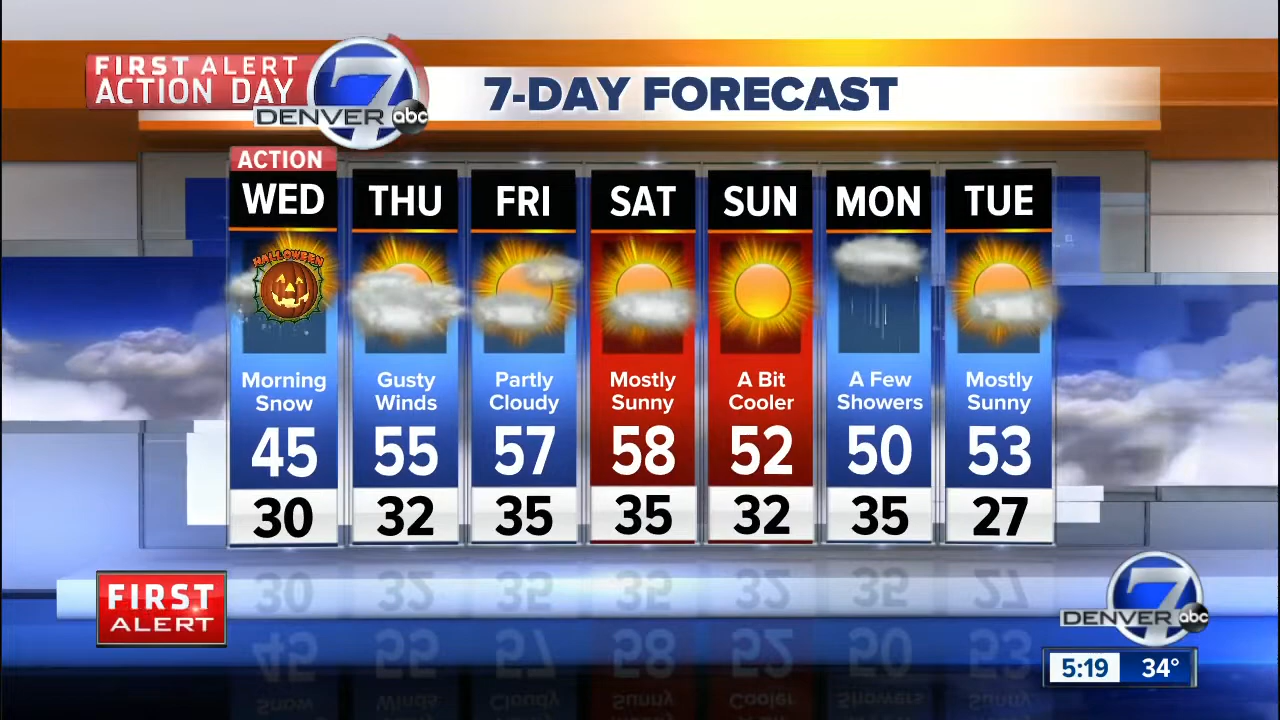 FIRST ALERT
ACTION DAY
7
DENVER abc
7-DAY FORECAST
ACTION
WED THU FRI SAT SUN MON TUE
HALLOWEEN
Morning Snow
Gusty Winds
Partly Cloudy
Mostly Sunny
A Bit Cooler
A Few Showers
Mostly Sunny
45 55 57 58 52 50 53
30 32 35 35 32 35 27
FIRST
ALERT
7
DENVER abc
5:19 34°